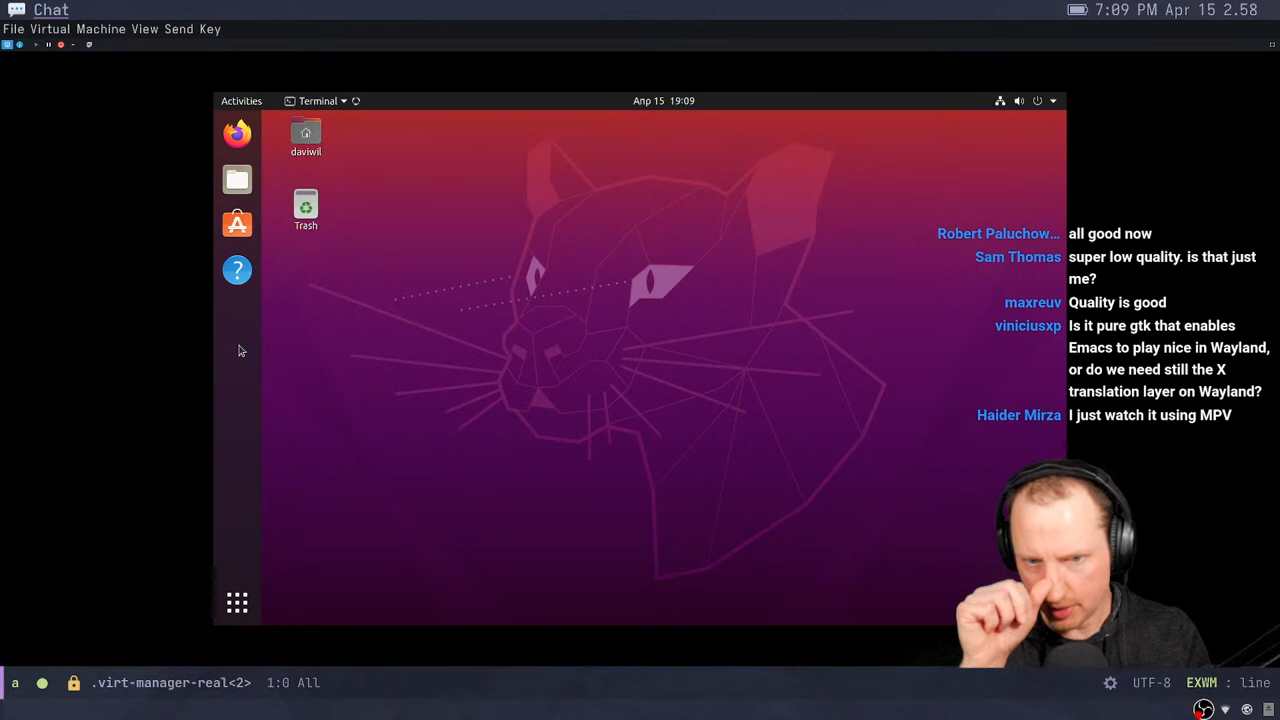 Chat
7:09 PM Apr 15 2.58
File Virtual Machine View Send Key
Activities
Terminal
Апр 15 19:09
daviwil
Trash
Robert Paluchow… all good now
Sam Thomas super low quality. is that just
me?
maxreuv Quality is good
viniciusxp Is it pure gtk that enables
Emacs to play nice in Wayland,
or do we need still the X
translation layer on Wayland?
Haider Mirza I just watch it using MPV
a .virt-manager-real<2> 1:0 All
UTF-8 EXWM : line